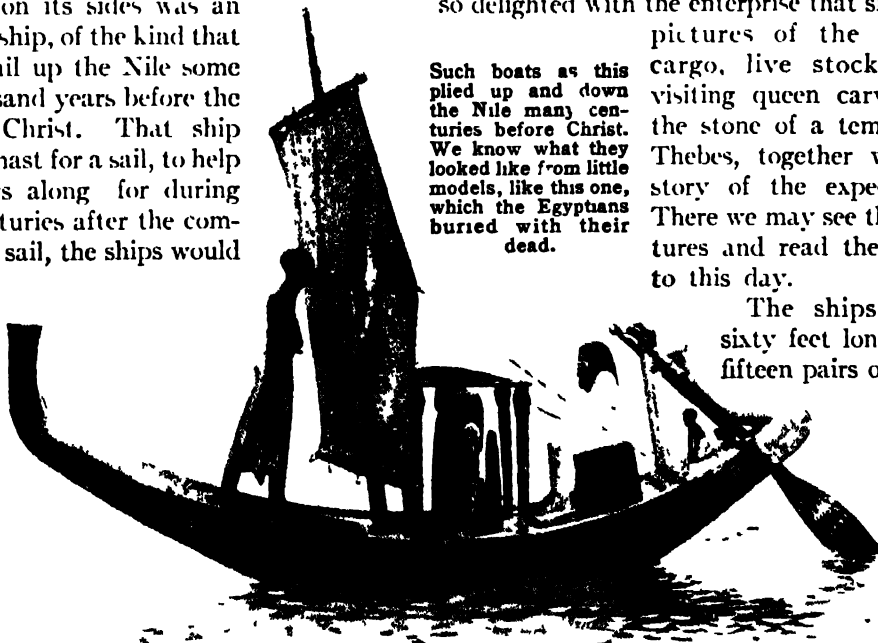 on its sides was an
ship, of the kind that
ail up the Nile some
sand years before the
Christ. That ship
mast for a sail, to help
s along for during
turies after the com-
sail, the ships would
Such boats as this
plied up and down
the Nile many cen-
turies before Christ.
We know what they
looked like from little
models, like this one,
which the Egyptians
buried with their
dead.
so delighted with the enterprise that s
pictures of the
cargo, live stock
visiting queen carv
the stone of a tem
Thebes, together
story of the expe
There we may see th
tures and read the
to this day.
The ships
sixty feet lon
fifteen pairs o